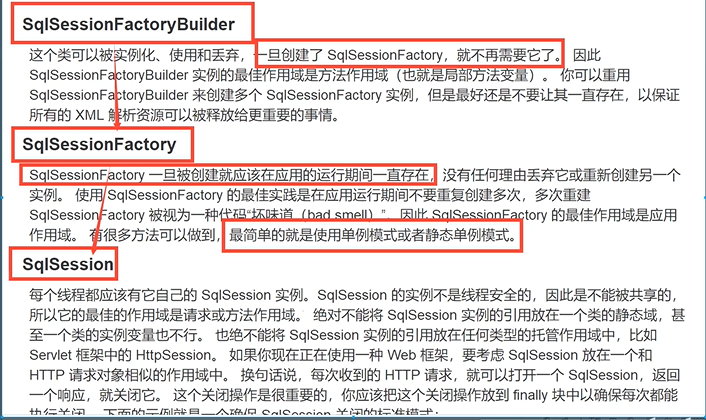 SqlSessionFactoryBuilder
这个类可以被实例化、使用和丢弃，一旦创建了 SqlSessionFactory，就不再需要它了。 因此
SqlSessionFactoryBuilder 实例的最佳作用域是方法作用域（也就是局部方法变量）。 你可以重用
SqlSessionFactoryBuilder 来创建多个 SqlSessionFactory 实例，但是最好还是不要让其一直存在，以保证
所有的 XML 解析资源可以被释放给更重要的事情。
SqlSessionFactory
SqlSessionFactory 一旦被创建就应该在应用的运行期间一直存在，没有任何理由丢弃它或重新创建另一个
实例。 使用 SqlSessionFactory 的最佳实践是在应用运行期间不要重复创建多次，多次重建
SqlSessionFactory 被视为一种代码“坏味道（bad smell）”。 因此 SqlSessionFactory 的最佳作用域是应用
作用域。 有很多方法可以做到，最简单的就是使用单例模式或者静态单例模式。
SqlSession
每个线程都应该有它自己的 SqlSession 实例。SqlSession 的实例不是线程安全的，因此是不能被共享的，
所以它的最佳的作用域是请求或方法作用域。 绝对不能将 SqlSession 实例的引用放在一个类的静态域，甚
至一个类的实例变量也不行。 也绝不能将 SqlSession 实例的引用放在任何类型的托管作用域中，比如
Servlet 框架中的 HttpSession。 如果你现在正在使用一种 Web 框架，要考虑 SqlSession 放在一个和
HTTP 请求对象相似的作用域中。 换句话说，每次收到的 HTTP 请求，就可以打开一个 SqlSession，返回
一个响应，就关闭它。 这个关闭操作是很重要的，你应该把这个关闭操作放到 finally 块中以确保每次都能
执行关闭。 下面的示例就是一个确保 SqlSession 关闭的标准模式：